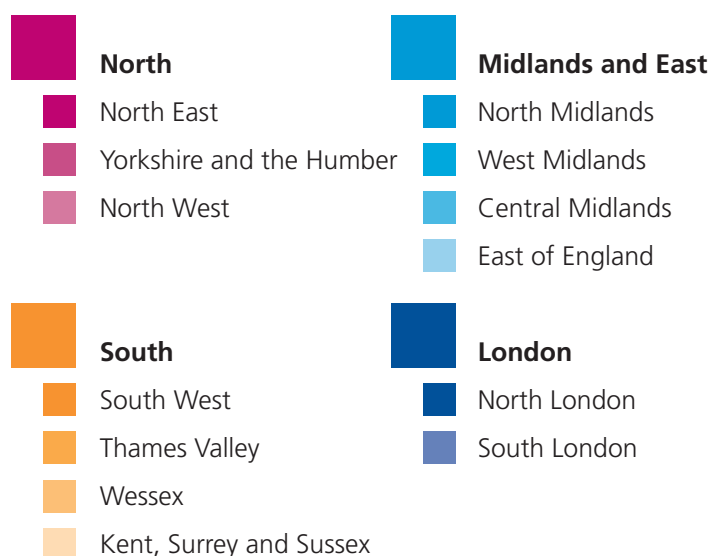 North
North East
Yorkshire and the Humber
North West
Midlands and East
North Midlands
West Midlands
Central Midlands
East of England
South
South West
Thames Valley
Wessex
Kent, Surrey and Sussex
London
North London
South London